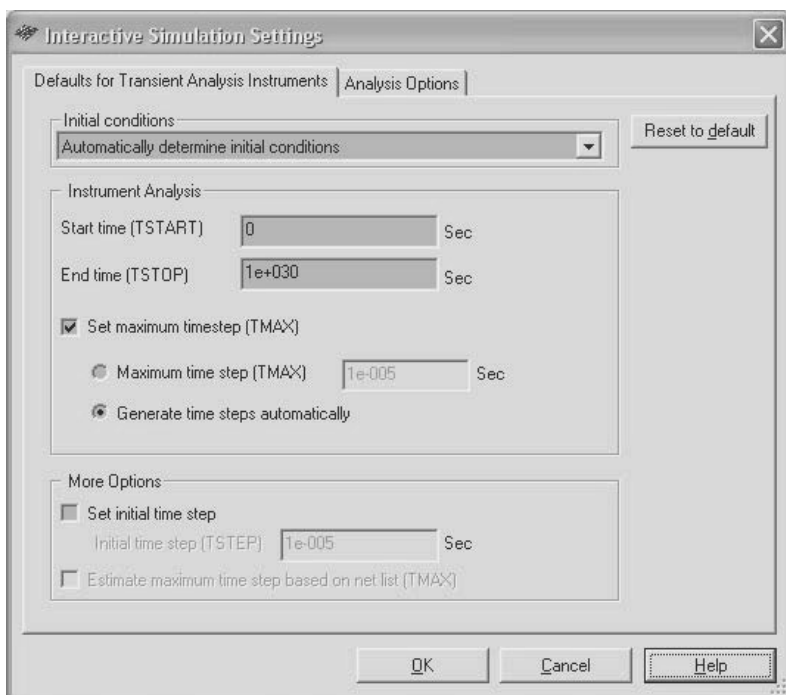 Interactive Simulation Settings
Defaults for Transient Analysis Instruments
Analysis Options
Initial conditions
Automatically determine initial conditions
Reset to default
Instrument Analysis
Start time (TSTART) 0 Sec
End time (TSTOP) 1e+030 Sec
Set maximum timestep (TMAX)
Maximum time step (TMAX) 1e-005 Sec
Generate time steps automatically
More Options
Set initial time step
Initial time step (TSTEP) 1e-005 Sec
Estimate maximum time step based on net list (TMAX)
OK Cancel Help